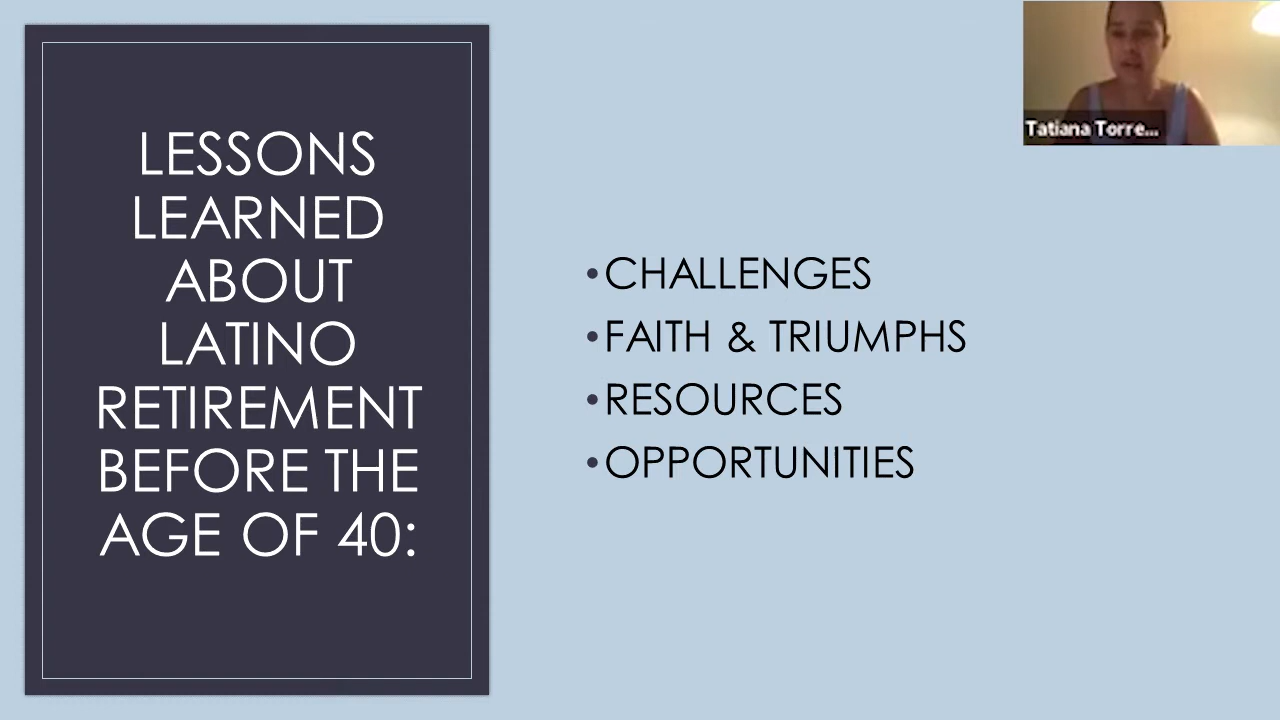 LESSONS
LEARNED
ABOUT
LATINO
RETIREMENT
BEFORE THE
AGE OF 40:
•CHALLENGES
•FAITH & TRIUMPHS
•RESOURCES
•OPPORTUNITIES
Tatiana Torre...